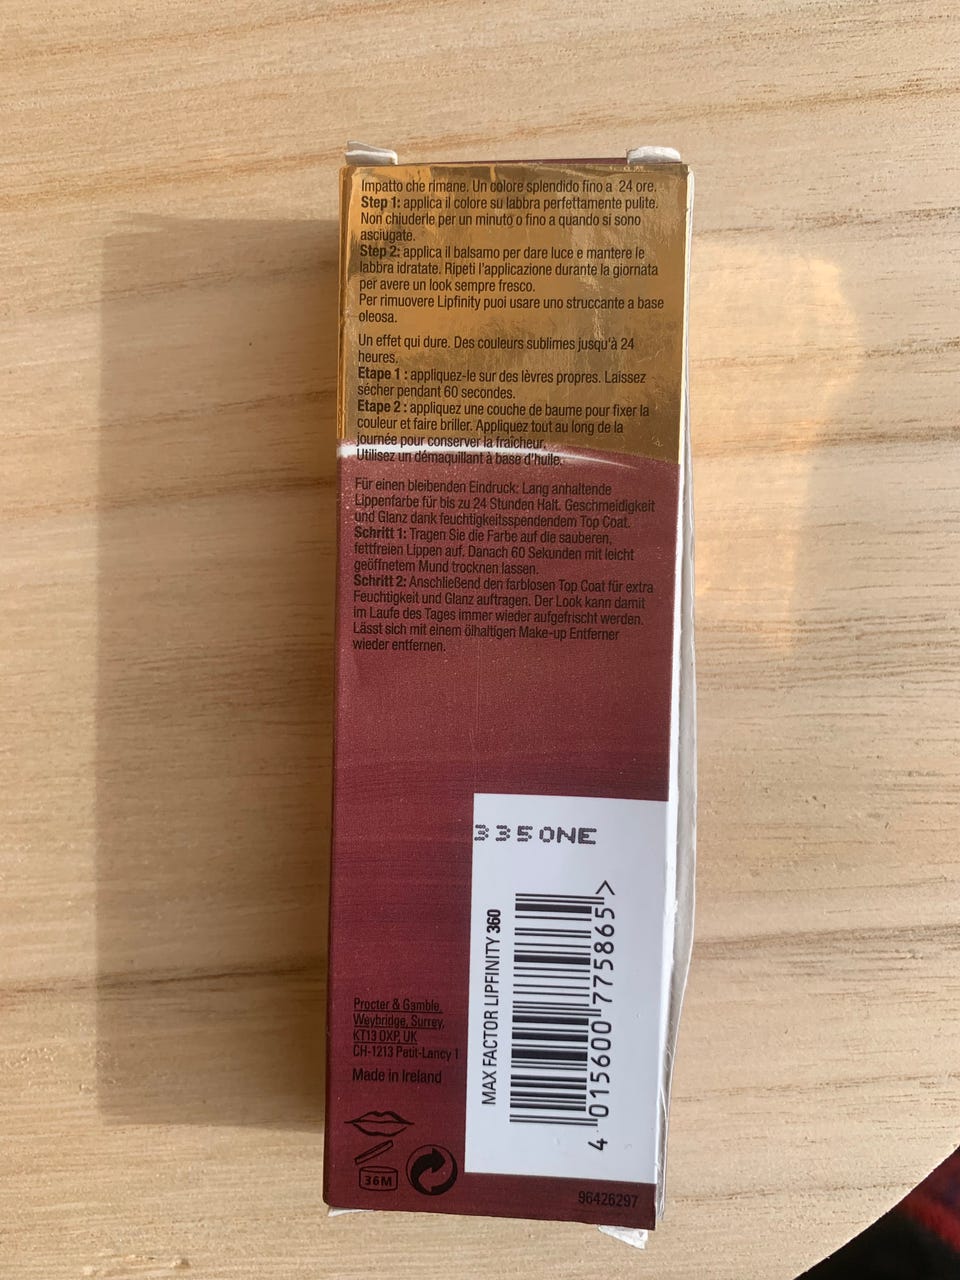 Impatto che rimane. Un colore splendido fino a 24 ore.
Step 1: applica il colore su labbra perfettamente pulite.
Non chiuderle per un minuto o fino a quando si sono
asciugate.
Step 2: applica il balsamo per dare luce e mantere le
labbra idratate. Ripeti l'applicazione durante la giornata
per avere un look sempre fresco.
Per rimuovere Lipfinity puoi usare uno struccante a base
oleosa.
Un effet qui dure. Des couleurs sublimes jusqu'à 24
heures.
Etape 1 : appliquez-le sur des lèvres propres. Laissez
sécher pendant 60 secondes.
Etape 2 : appliquez une couche de baume pour fixer la
couleur et faire briller. Appliquez tout au long de la
journée pour conserver la fraîcheur.
Utilisez un démaquillant à base d'huile.
Für einen bleibenden Eindruck: Lang anhaltende
Lippenfarbe für bis zu 24 Stunden Halt. Geschmeidigkeit
und Glanz dank feuchtigkeitsspendendem Top Coat.
Schritt 1: Tragen Sie die Farbe auf die sauberen,
fettfreien Lippen auf. Danach 60 Sekunden mit leicht
geöffnetem Mund trocknen lassen.
Schritt 2: Anschließend den farblosen Top Coat für extra
Feuchtigkeit und Glanz auftragen. Der Look kann damit
im Laufe des Tages immer wieder aufgefrischt werden.
Lässt sich mit einem ölhaltigen Make-up Entferner
wieder entfernen.
3350NE
MAX FACTOR LIPFINITY 360
4 015600 775865 >
Procter & Gamble,
Weybridge, Surrey,
KT13 0XP, UK
CH-1213 Petit-Lancy 1
Made in Ireland
36M
96426297